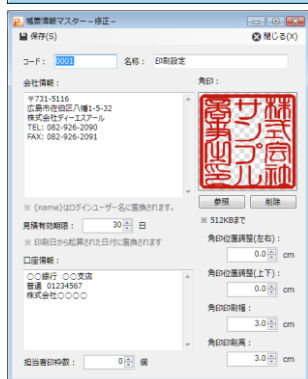 帳票情報マスター－修正－
保存(S) 閉じる(X)
コード： 0001 名称： 印刷設定
会社情報： 角印：
〒731-5116
広島市佐伯区八幡1-5-32
株式会社ディーエスアール
TEL: 082-926-2090
FAX: 082-926-2091
株式会社
サンプル
参照 削除
※ {name}はログインユーザー名に置換されます。
※ 512KBまで
見積有効期限： 30 日
※ 印刷日から起算された日付に置換されます
角印位置調整(左右)：
0.0 cm
口座情報：
〇〇銀行 〇〇支店
普通 01234567
株式会社〇〇〇〇
角印位置調整(上下)：
0.0 cm
角印印刷幅：
3.0 cm
角印印刷高：
3.0 cm
担当者印枠数： 0 個